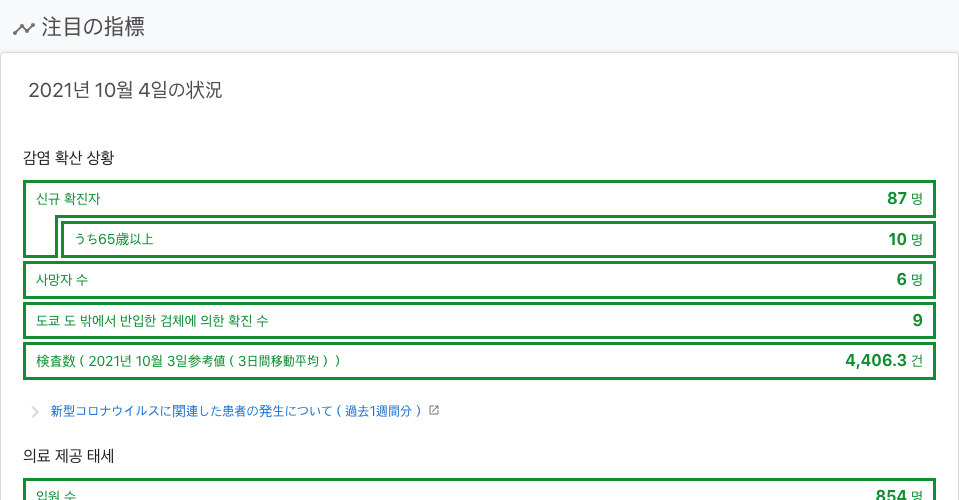 注目の指標
2021년 10월 4일の状況
감염 확산 상황
신규 확진자 87 명
うち65歳以上 10 명
사망자 수 6 명
도쿄 도 밖에서 반입한 검체에 의한 확진 수 9
検査数 ( 2021년 10월 3일参考値 ( 3日間移動平均 ) ) 4,406.3 건
新型コロナウイルスに関連した患者の発生について ( 過去1週間分 )
의료 제공 태세
입원 수 854 명